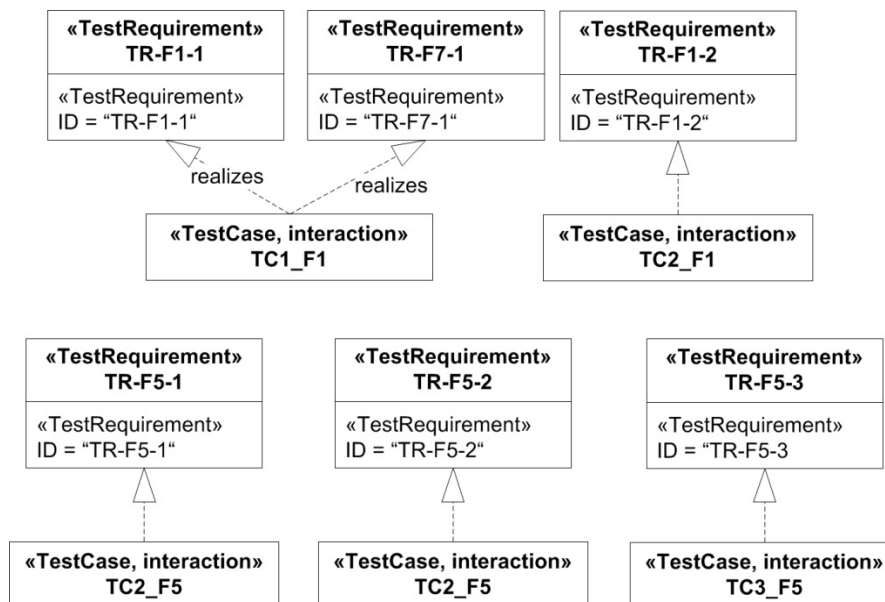 «TestRequirement»
TR-F1-1
«TestRequirement»
ID = “TR-F1-1“
«TestRequirement»
TR-F7-1
«TestRequirement»
ID = “TR-F7-1“
«TestRequirement»
TR-F1-2
«TestRequirement»
ID = “TR-F1-2“
realizes
realizes
«TestCase, interaction»
TC1_F1
«TestCase, interaction»
TC2_F1
«TestRequirement»
TR-F5-1
«TestRequirement»
ID = “TR-F5-1“
«TestRequirement»
TR-F5-2
«TestRequirement»
ID = “TR-F5-2“
«TestRequirement»
TR-F5-3
«TestRequirement»
ID = “TR-F5-3
«TestCase, interaction»
TC2_F5
«TestCase, interaction»
TC2_F5
«TestCase, interaction»
TC3_F5